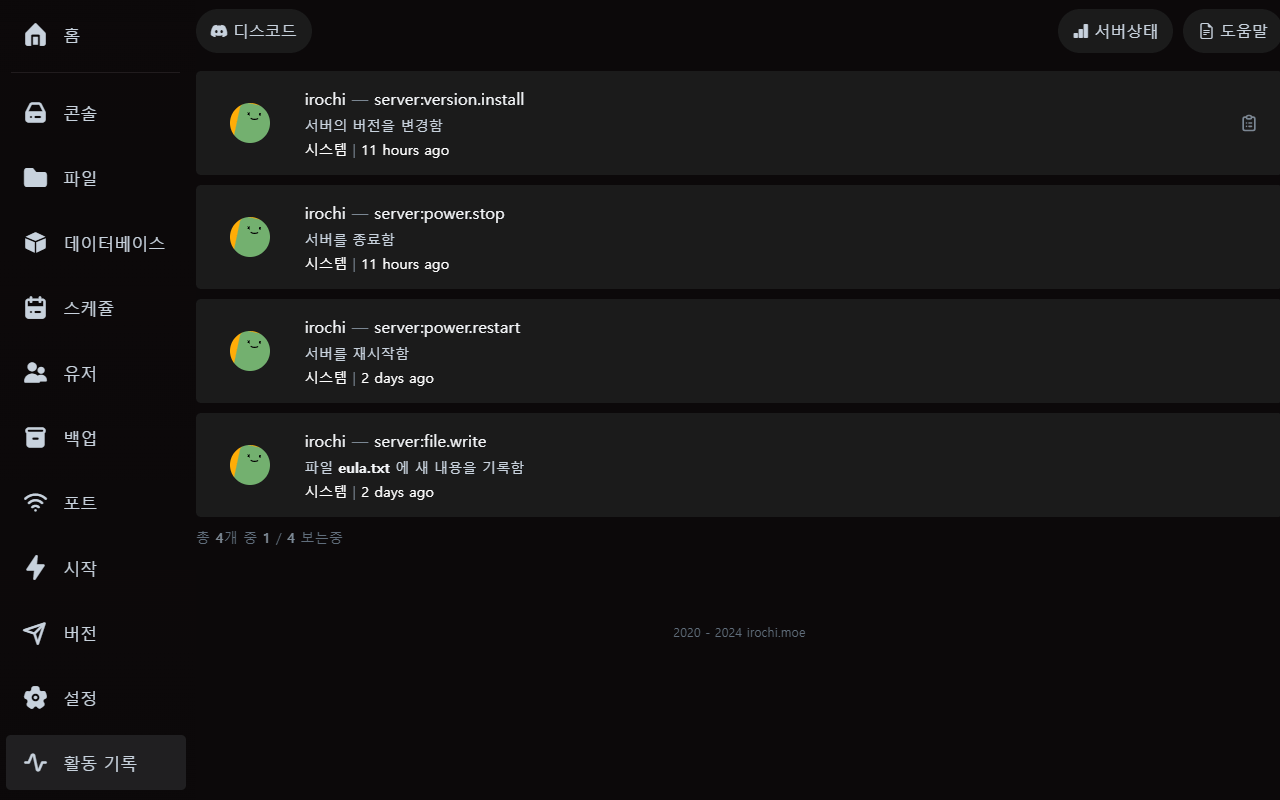 홈
콘솔
파일
데이터베이스
스케쥴
유저
백업
포트
시작
버전
설정
활동 기록
디스코드
서버상태
도움말
irochi — server:version.install
서버의 버전을 변경함
시스템 | 11 hours ago
irochi — server:power.stop
서버를 종료함
시스템 | 11 hours ago
irochi — server:power.restart
서버를 재시작함
시스템 | 2 days ago
irochi — server:file.write
파일 eula.txt 에 새 내용을 기록함
시스템 | 2 days ago
총 4개 중 1 / 4 보는중
2020 - 2024 irochi.moe